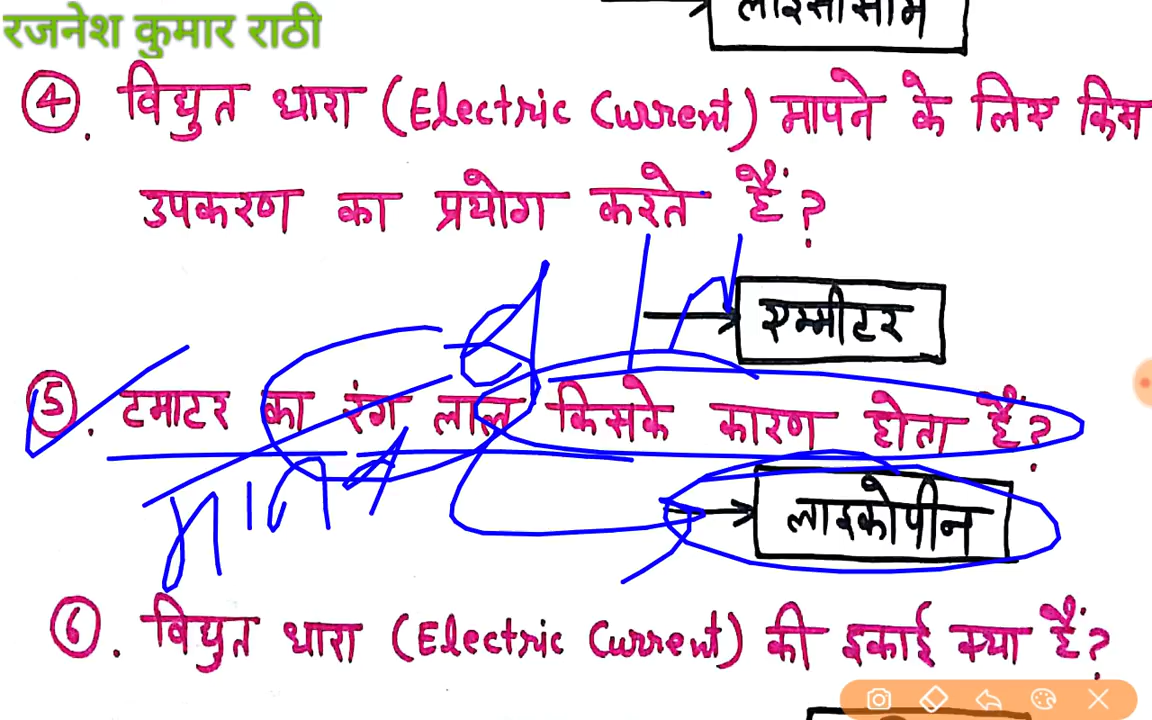 रजनेश कुमार राठी
लाइसोसोम
④. विद्युत धारा (Electric Current) मापने के लिए किस
उपकरण का प्रयोग करते हैं?
एम्मीटर
⑤. टमाटर का रंग लाल किसके कारण होता है?
लाइकोपीन
⑥. विद्युत धारा (Electric Current) की इकाई क्या है?